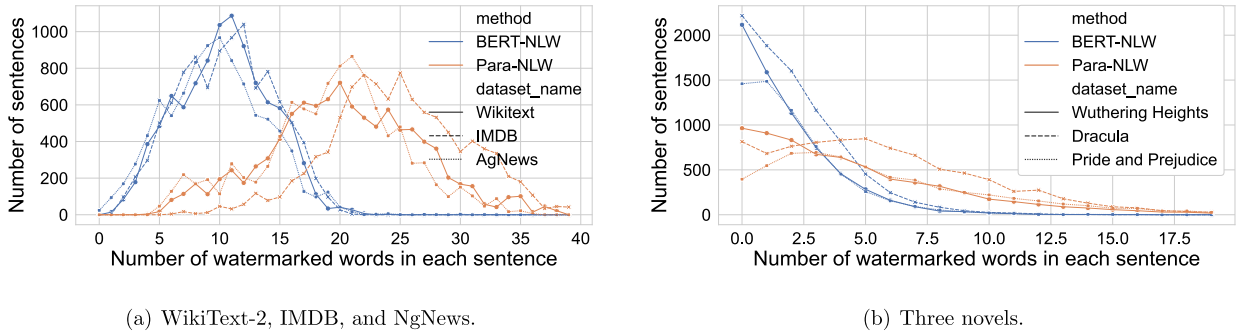 Number of sentences
1000
800
600
400
200
0
method
BERT-NLW
Para-NLW
dataset_name
Wikitext
IMDB
AgNews
0 5 10 15 20 25 30 35 40
Number of watermarked words in each sentence
(a) WikiText-2, IMDB, and NgNews.
Number of sentences
2000
1500
1000
500
0
method
BERT-NLW
Para-NLW
dataset_name
Wuthering Heights
Dracula
Pride and Prejudice
0.0 2.5 5.0 7.5 10.0 12.5 15.0 17.5
Number of watermarked words in each sentence
(b) Three novels.